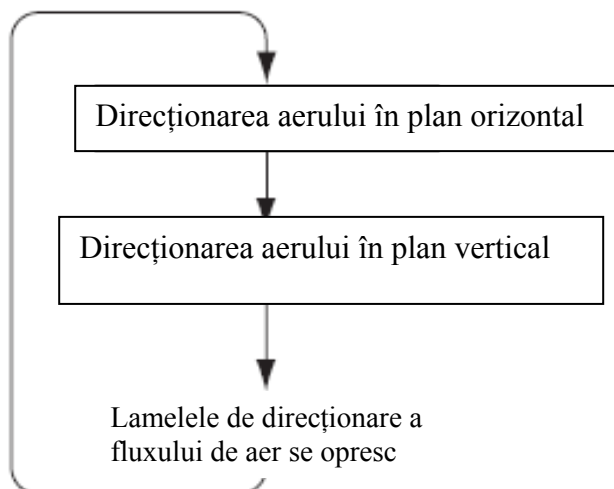 Direcționarea aerului în plan orizontal
Direcționarea aerului în plan vertical
Lamelele de direcționare a
fluxului de aer se opresc